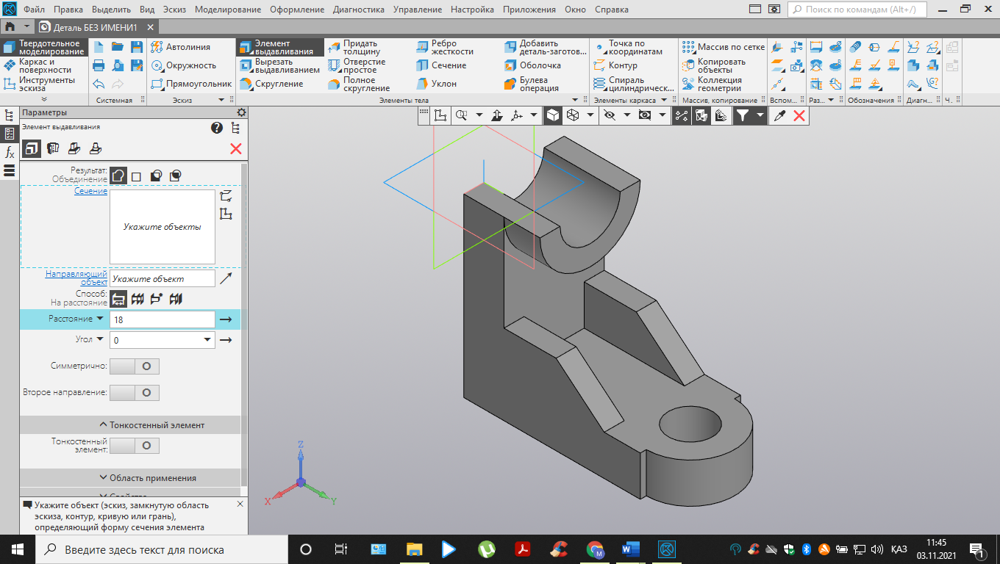 Файл Правка Выделить Вид Эскиз Моделирование Оформление Диагностика Управление Настройка Приложения Окно Справка
Поиск по командам (Alt+/)
Деталь БЕЗ ИМЕНИ1
Твердотельное
моделирование
Каркас и
поверхности
Инструменты
эскиза
Системная
Автолиния
Окружность
Прямоугольник
Эскиз
Элемент
выдавливания
Вырезать
выдавливанием
Скругление
Придать
толщину
Отверстие
простое
Полное
скругление
Ребро
жесткости
Сечение
Уклон
Добавить
деталь-заготов...
Оболочка
Булева
операция
Элементы тела
Точка по
координатам
Контур
Спираль
цилиндрическ...
Элементы каркаса
Массив по сетке
Копировать
объекты
Коллекция
геометрии
Массив, копирование
Вспом...
Раз...
Обозначения
Диагн...
Ч..
Параметры
Элемент выдавливания
Результат:
Объединение
Сечение
Укажите объекты
Направляющий
объект
Укажите объект
Способ:
На расстояние
Расстояние
18
Угол
0
Симметрично:
Второе направление:
Тонкостенный элемент
Тонкостенный
элемент:
Область применения
Укажите объект (эскиз, замкнутую область
эскиза, контур, кривую или грань),
определяющий форму сечения элемента
Z
X
Y
Введите здесь текст для поиска
ҚАЗ
11:45
03.11.2021
1